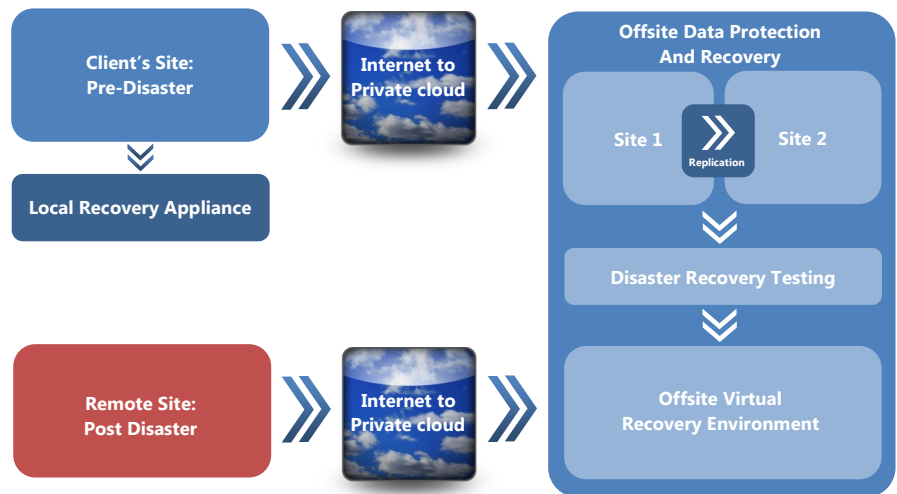 Client’s Site:
Pre-Disaster
Local Recovery Appliance
Internet to
Private cloud
Offsite Data Protection
And Recovery
Site 1
Replication
Site 2
Disaster Recovery Testing
Remote Site:
Post Disaster
Internet to
Private cloud
Offsite Virtual
Recovery Environment